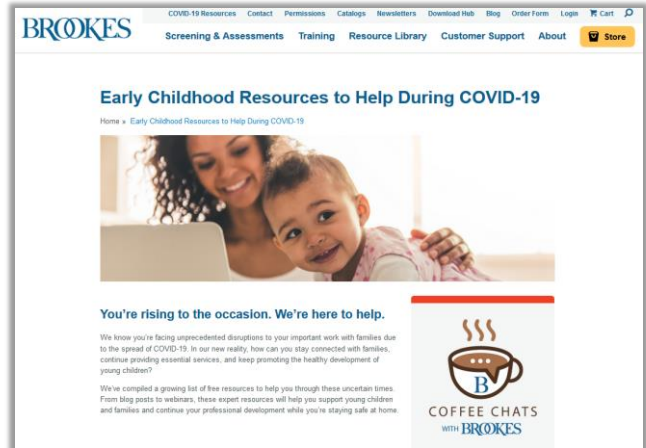 COVID-19 Resources Contact Permissions Catalogs Newsletters Download Hub Blog Order Form Login Cart
BROOKES
Screening & Assessments Training Resource Library Customer Support About Store
Early Childhood Resources to Help During COVID-19
Home » Early Childhood Resources to Help During COVID-19
You're rising to the occasion. We're here to help.
We know you're facing unprecedented disruptions to your important work with families due
to the spread of COVID-19. In our new reality, how can you stay connected with families,
continue providing essential services, and keep promoting the healthy development of
young children?
We've compiled a growing list of free resources to help you through these uncertain times.
From blog posts to webinars, these expert resources will help you support young children
and families and continue your professional development while you're staying safe at home.
B
COFFEE CHATS
WITH BROOKES